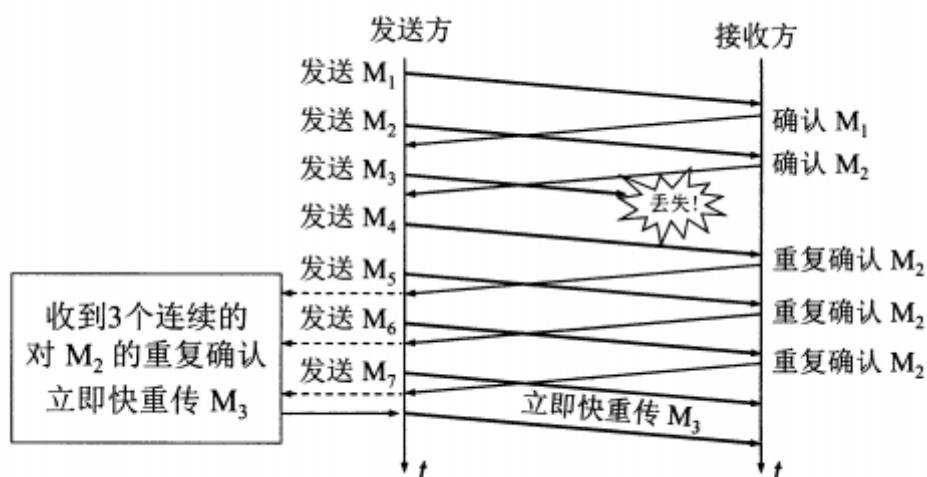 发送方
接收方
发送 M₁
确认 M₁
发送 M₂
确认 M₂
发送 M₃
丢失!
发送 M₄
重复确认 M₂
发送 M₅
重复确认 M₂
发送 M₆
重复确认 M₂
发送 M₇
收到3个连续的
对 M₂ 的重复确认
立即快重传 M₃
立即快重传 M₃
t
t